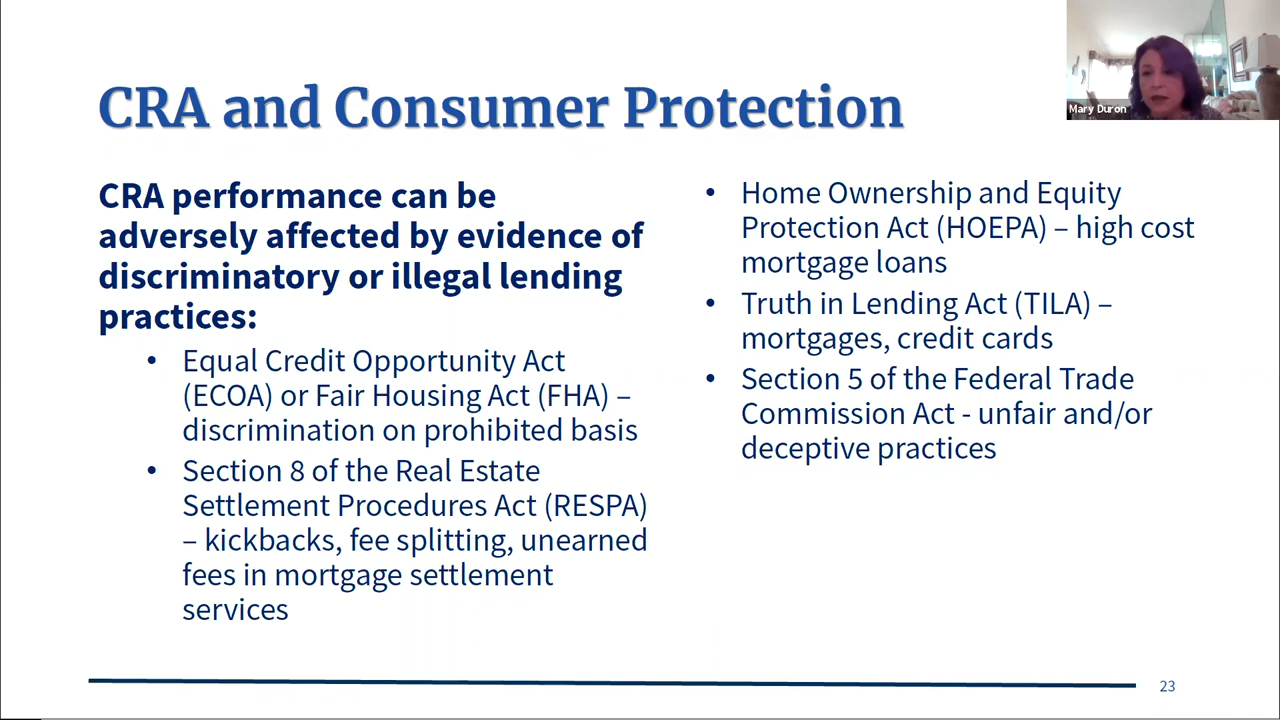 CRA and Consumer Protection
Mary Duron
CRA performance can be
adversely affected by evidence of
discriminatory or illegal lending
practices:
• Equal Credit Opportunity Act
(ECOA) or Fair Housing Act (FHA) –
discrimination on prohibited basis
• Section 8 of the Real Estate
Settlement Procedures Act (RESPA)
– kickbacks, fee splitting, unearned
fees in mortgage settlement
services
• Home Ownership and Equity
Protection Act (HOEPA) – high cost
mortgage loans
• Truth in Lending Act (TILA) –
mortgages, credit cards
• Section 5 of the Federal Trade
Commission Act - unfair and/or
deceptive practices
23